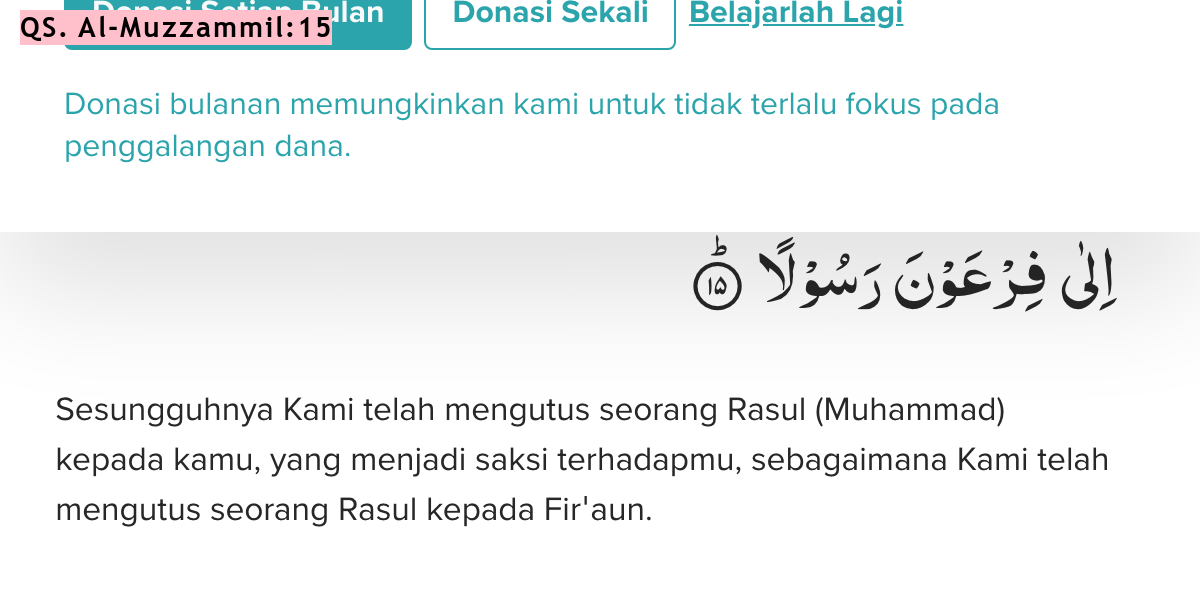 Donasi Setiap Bulan Donasi Sekali Belajarlah Lagi
QS. Al-Muzzammil:15
Donasi bulanan memungkinkan kami untuk tidak terlalu fokus pada
penggalangan dana.
اِلٰى فِرْعَوْنَ رَسُوْلًا ۗ ۝١٥
Sesungguhnya Kami telah mengutus seorang Rasul (Muhammad)
kepada kamu, yang menjadi saksi terhadapmu, sebagaimana Kami telah
mengutus seorang Rasul kepada Fir'aun.